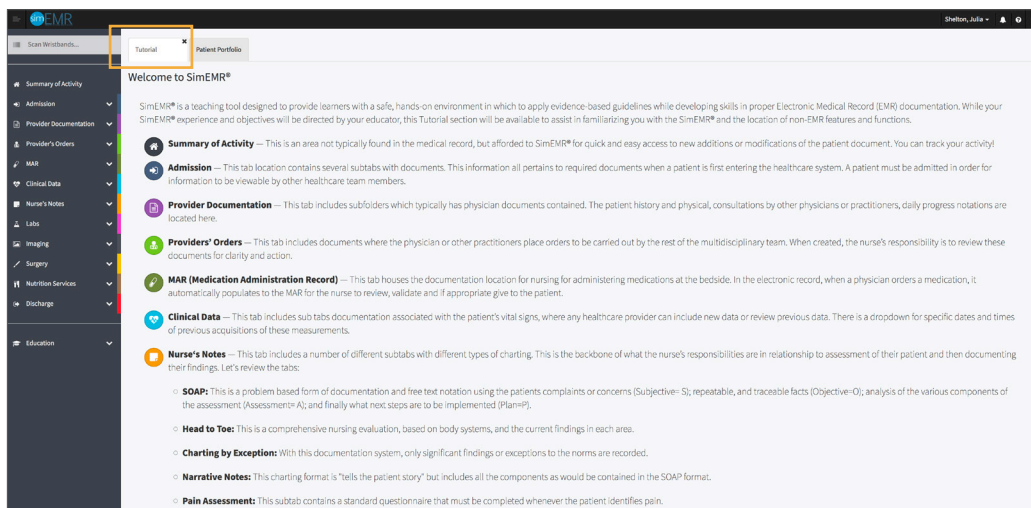 simEMR
Shelton, Julia
Scan Wristbands...
Tutorial
x
Patient Portfolio
Summary of Activity
Admission
Provider Documentation
Provider's Orders
MAR
Clinical Data
Nurse's Notes
Labs
Imaging
Surgery
Nutrition Services
Discharge
Education
Welcome to SimEMR®
SimEMR® is a teaching tool designed to provide learners with a safe, hands-on environment in which to apply evidence-based guidelines while developing skills in proper Electronic Medical Record (EMR) documentation. While your
SimEMR® experience and objectives will be directed by your educator, this Tutorial section will be available to assist in familiarizing you with the SimEMR® and the location of non-EMR features and functions.
Summary of Activity — This is an area not typically found in the medical record, but afforded to SimEMR® for quick and easy access to new additions or modifications of the patient document. You can track your activity!
Admission — This tab location contains several subtabs with documents. This information all pertains to required documents when a patient is first entering the healthcare system. A patient must be admitted in order for
information to be viewable by other healthcare team members.
Provider Documentation — This tab includes subfolders which typically has physician documents contained. The patient history and physical, consultations by other physicians or practitioners, daily progress notations are
located here.
Providers' Orders — This tab includes documents where the physician or other practitioners place orders to be carried out by the rest of the multidisciplinary team. When created, the nurse's responsibility is to review these
documents for clarity and action.
MAR (Medication Administration Record) — This tab houses the documentation location for nursing for administering medications at the bedside. In the electronic record, when a physician orders a medication, it
automatically populates to the MAR for the nurse to review, validate and if appropriate give to the patient.
Clinical Data — This tab includes sub tabs documentation associated with the patient's vital signs, where any healthcare provider can include new data or review previous data. There is a dropdown for specific dates and times
of previous acquisitions of these measurements.
Nurse's Notes — This tab includes a number of different subtabs with different types of charting. This is the backbone of what the nurse's responsibilities are in relationship to assessment of their patient and then documenting
their findings. Let's review the tabs:
SOAP: This is a problem based form of documentation and free text notation using the patients complaints or concerns (Subjective= S); repeatable, and traceable facts (Objective=O); analysis of the various components of
the assessment (Assessment= A); and finally what next steps are to be implemented (Plan=P).
Head to Toe: This is a comprehensive nursing evaluation, based on body systems, and the current findings in each area.
Charting by Exception: With this documentation system, only significant findings or exceptions to the norms are recorded.
Narrative Notes: This charting format is "tells the patient story" but includes all the components as would be contained in the SOAP format.
Pain Assessment: This subtab contains a standard questionnaire that must be completed whenever the patient identifies pain.